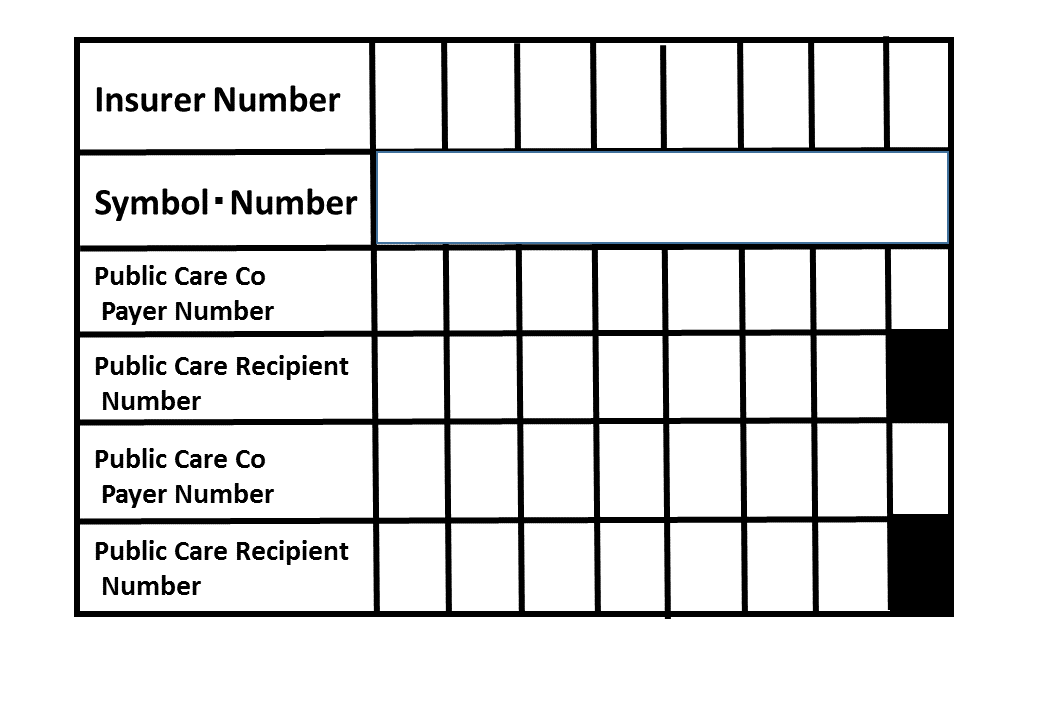 Insurer Number
Symbol・Number
Public Care Co
Payer Number
Public Care Recipient
Number
Public Care Co
Payer Number
Public Care Recipient
Number